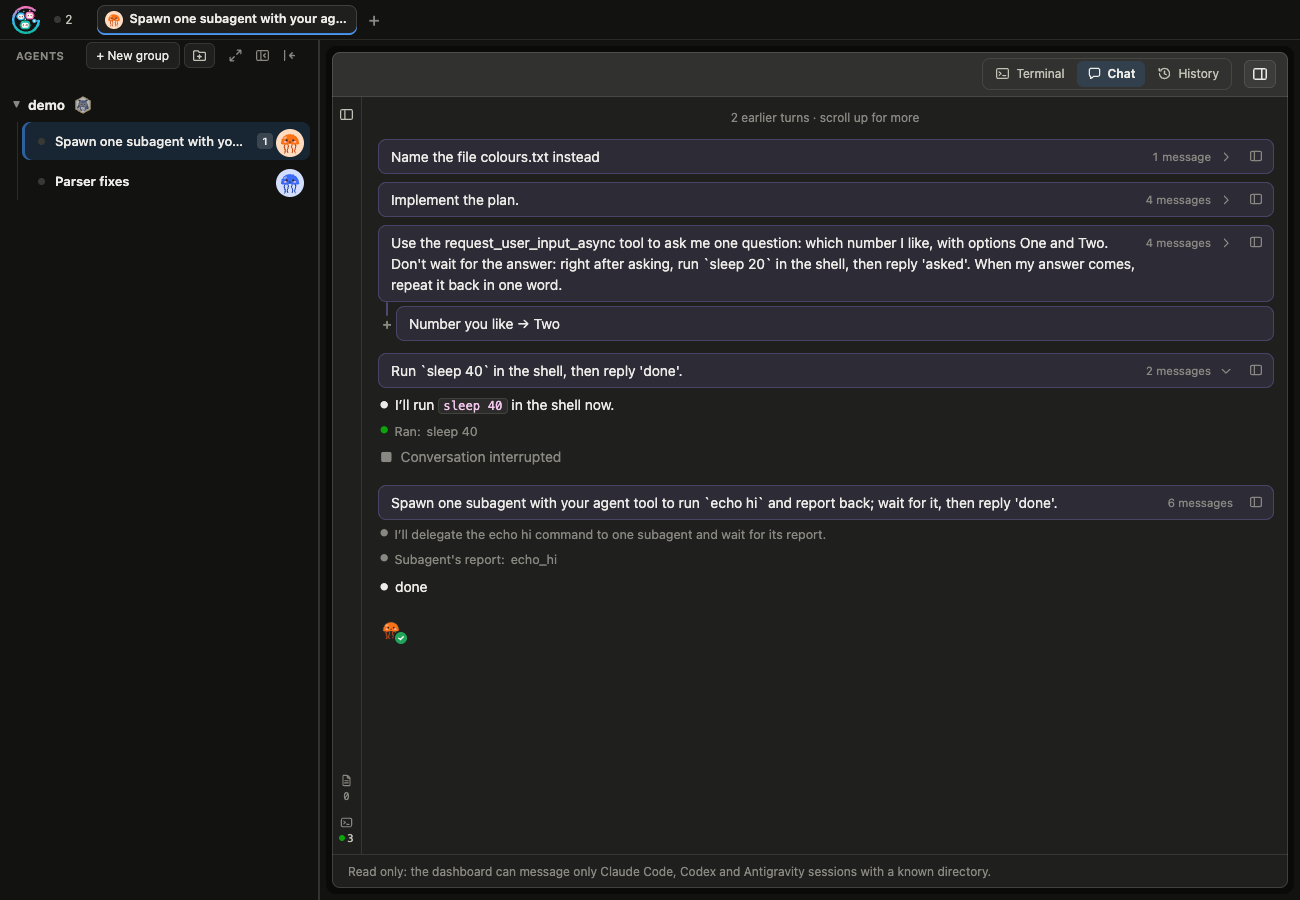 2
Spawn one subagent with your ag...
+
AGENTS
+ New group
demo
Spawn one subagent with yo...
1
Parser fixes
Terminal
Chat
History
2 earlier turns · scroll up for more
Name the file colours.txt instead
1 message
Implement the plan.
4 messages
Use the request_user_input_async tool to ask me one question: which number I like, with options One and Two.
4 messages
Don't wait for the answer: right after asking, run `sleep 20` in the shell, then reply 'asked'. When my answer comes,
repeat it back in one word.
+
Number you like → Two
Run `sleep 40` in the shell, then reply 'done'.
2 messages
I’ll run sleep 40 in the shell now.
Ran: sleep 40
Conversation interrupted
Spawn one subagent with your agent tool to run `echo hi` and report back; wait for it, then reply 'done'.
6 messages
I’ll delegate the echo hi command to one subagent and wait for its report.
Subagent's report: echo_hi
done
0
3
Read only: the dashboard can message only Claude Code, Codex and Antigravity sessions with a known directory.